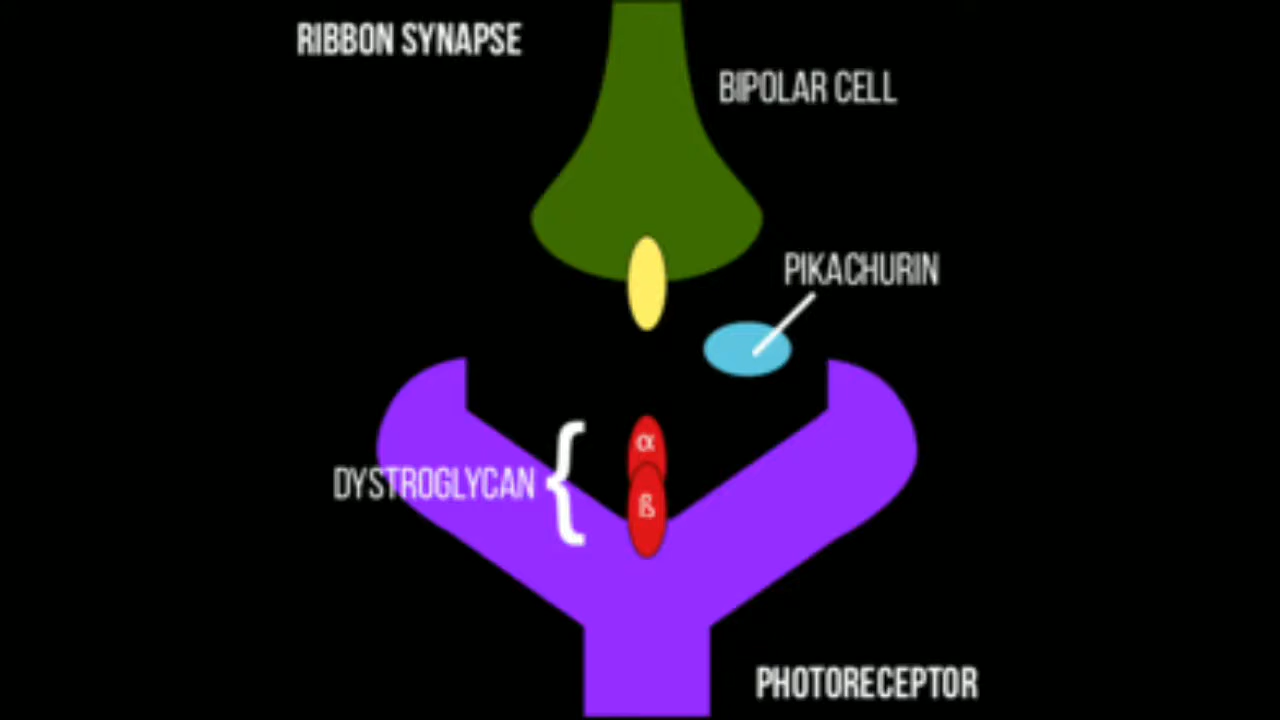 RIBBON SYNAPSE
BIPOLAR CELL
PIKACHURIN
α
DYSTROGLYCAN {
ß
PHOTORECEPTOR